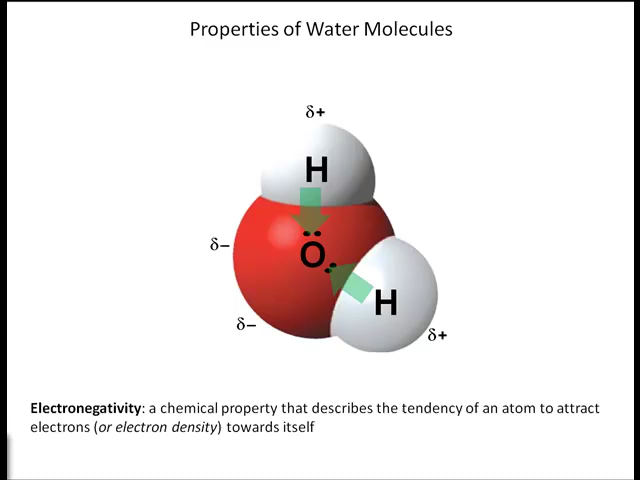 Properties of Water Molecules
δ+
H
δ−
O
H
δ−
δ+
Electronegativity: a chemical property that describes the tendency of an atom to attract
electrons (or electron density) towards itself